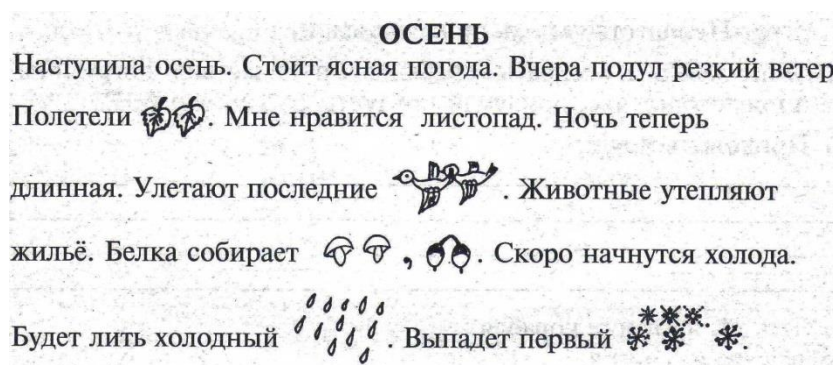 ОСЕНЬ
Наступила осень. Стоит ясная погода. Вчера подул резкий ветер
Полетели . Мне нравится листопад. Ночь теперь
длинная. Улетают последние . Животные утепляют
жильё. Белка собирает , . Скоро начнутся холода.
Будет лить холодный . Выпадет первый .